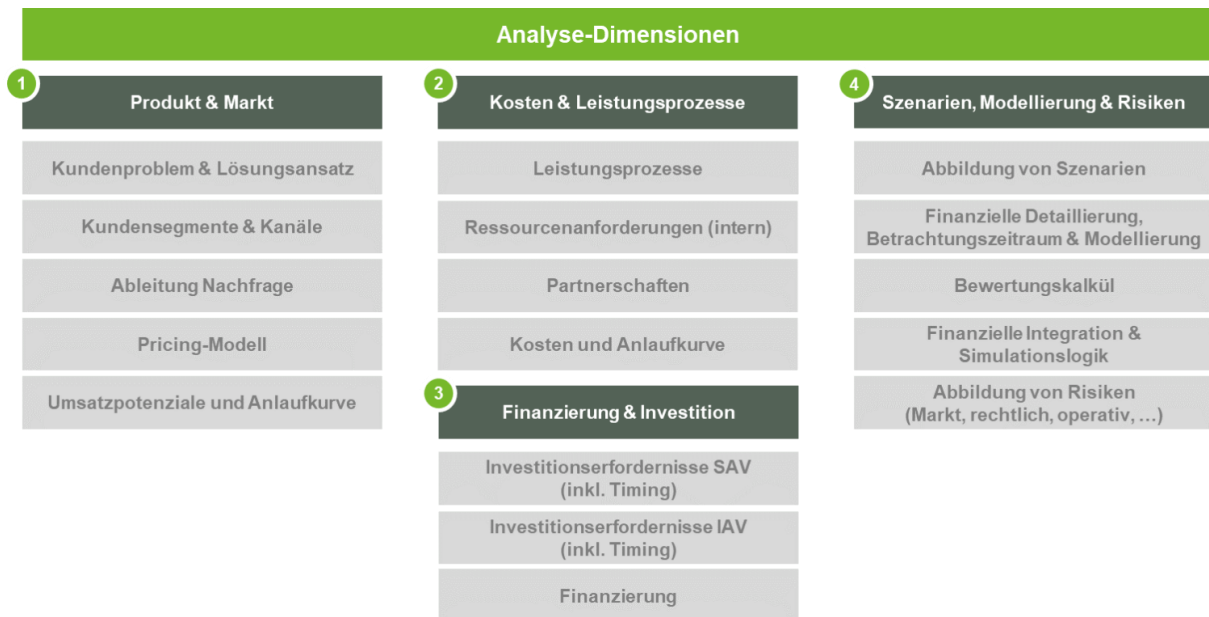 Analyse-Dimensionen
1
Produkt & Markt
Kundenproblem & Lösungsansatz
Kundensegmente & Kanäle
Ableitung Nachfrage
Pricing-Modell
Umsatzpotenziale und Anlaufkurve
2
Kosten & Leistungsprozesse
Leistungsprozesse
Ressourcenanforderungen (intern)
Partnerschaften
Kosten und Anlaufkurve
3
Finanzierung & Investition
Investitionserfordernisse SAV
(inkl. Timing)
Investitionserfordernisse IAV
(inkl. Timing)
Finanzierung
4
Szenarien, Modellierung & Risiken
Abbildung von Szenarien
Finanzielle Detaillierung,
Betrachtungszeitraum & Modellierung
Bewertungskalkül
Finanzielle Integration &
Simulationslogik
Abbildung von Risiken
(Markt, rechtlich, operativ, …)